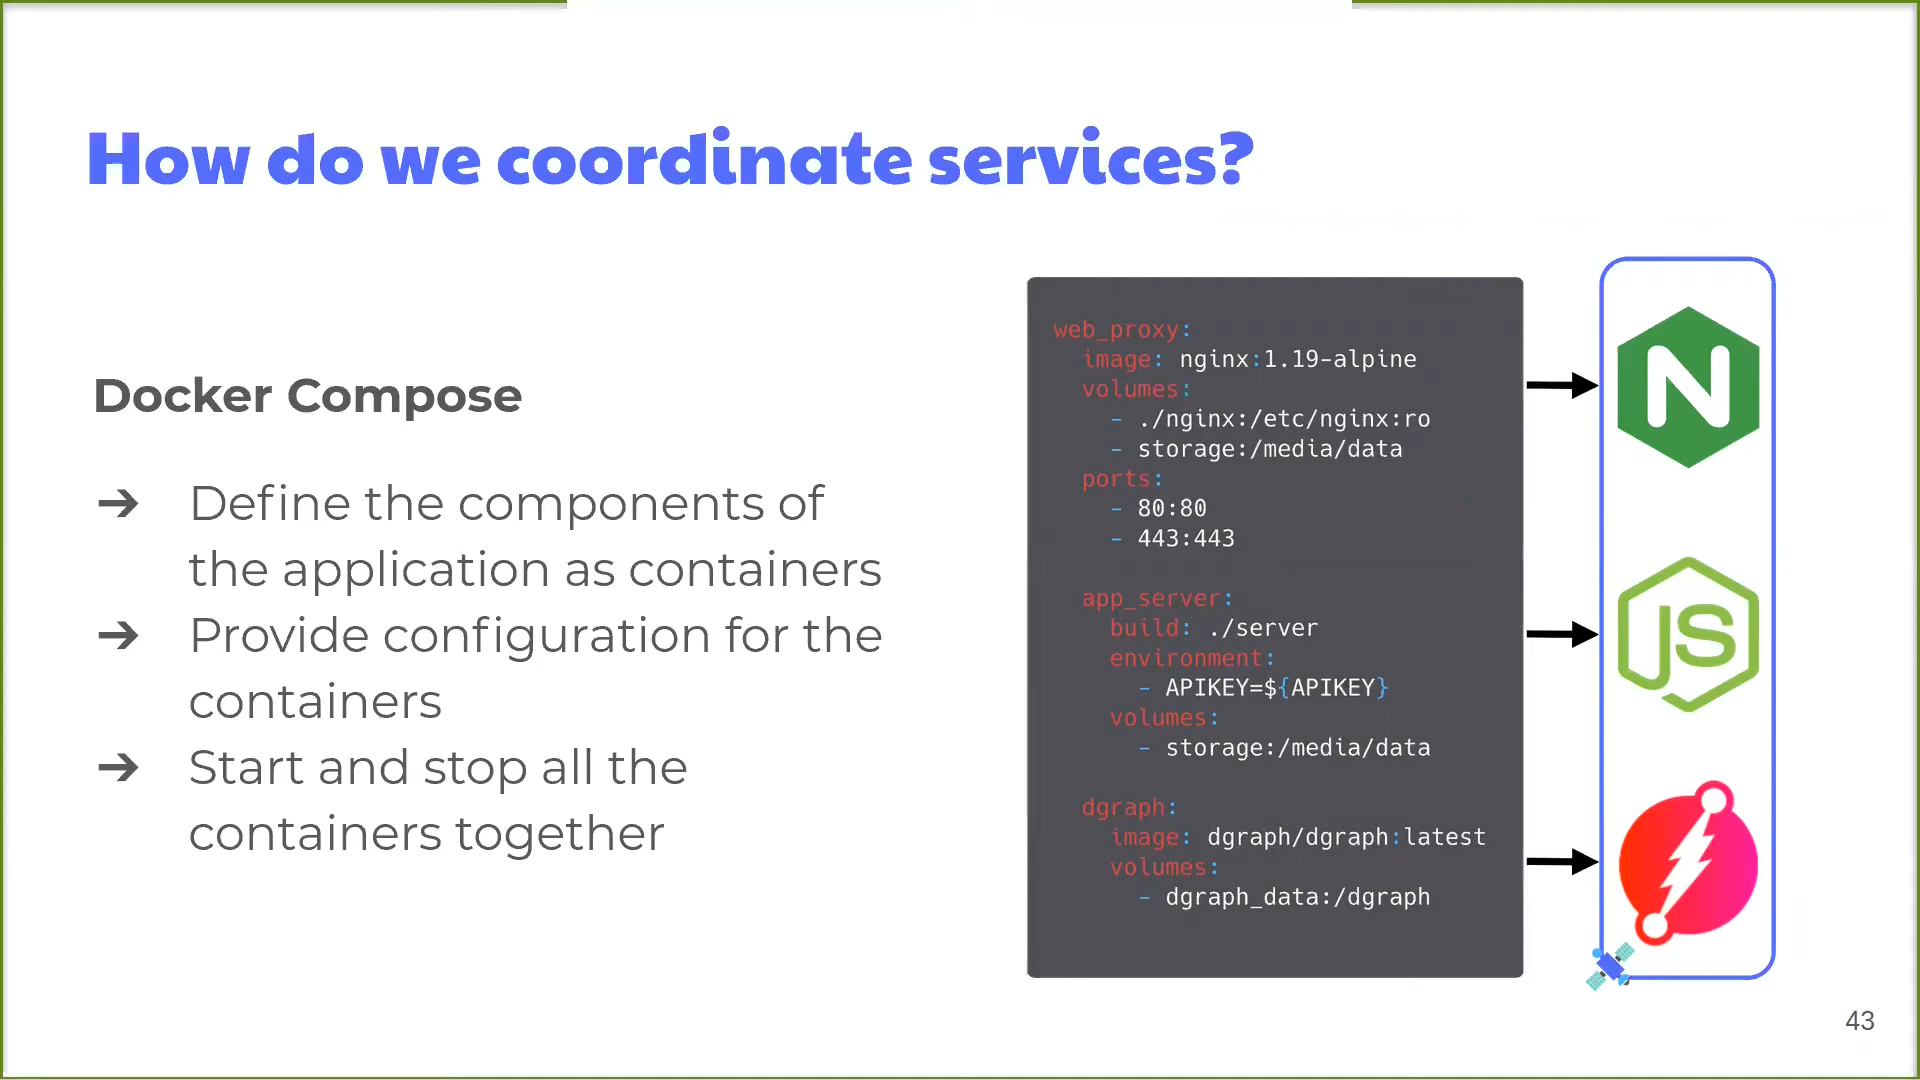 How do we coordinate services?
Docker Compose
➔ Define the components of
the application as containers
➔ Provide configuration for the
containers
➔ Start and stop all the
containers together
web_proxy:
  image: nginx:1.19-alpine
  volumes:
    - ./nginx:/etc/nginx:ro
    - storage:/media/data
  ports:
    - 80:80
    - 443:443
  app_server:
    build: ./server
    environment:
      - APIKEY=${APIKEY}
    volumes:
      - storage:/media/data
  dgraph:
    image: dgraph/dgraph:latest
    volumes:
      - dgraph_data:/dgraph
N
JS
43